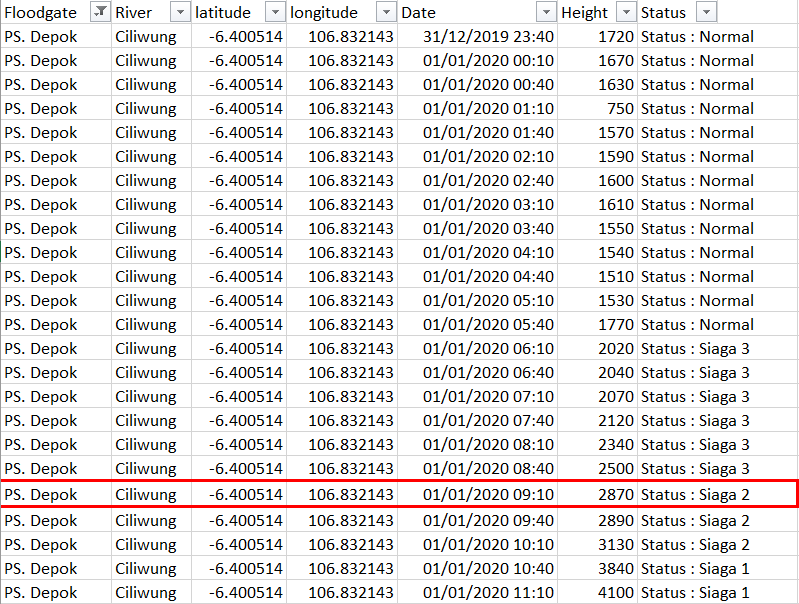 Floodgate River latitude longitude Date Height Status
PS. Depok Ciliwung -6.400514 106.832143 31/12/2019 23:40 1720 Status : Normal
PS. Depok Ciliwung -6.400514 106.832143 01/01/2020 00:10 1670 Status : Normal
PS. Depok Ciliwung -6.400514 106.832143 01/01/2020 00:40 1630 Status : Normal
PS. Depok Ciliwung -6.400514 106.832143 01/01/2020 01:10 750 Status : Normal
PS. Depok Ciliwung -6.400514 106.832143 01/01/2020 01:40 1570 Status : Normal
PS. Depok Ciliwung -6.400514 106.832143 01/01/2020 02:10 1590 Status : Normal
PS. Depok Ciliwung -6.400514 106.832143 01/01/2020 02:40 1600 Status : Normal
PS. Depok Ciliwung -6.400514 106.832143 01/01/2020 03:10 1610 Status : Normal
PS. Depok Ciliwung -6.400514 106.832143 01/01/2020 03:40 1550 Status : Normal
PS. Depok Ciliwung -6.400514 106.832143 01/01/2020 04:10 1540 Status : Normal
PS. Depok Ciliwung -6.400514 106.832143 01/01/2020 04:40 1510 Status : Normal
PS. Depok Ciliwung -6.400514 106.832143 01/01/2020 05:10 1530 Status : Normal
PS. Depok Ciliwung -6.400514 106.832143 01/01/2020 05:40 1770 Status : Normal
PS. Depok Ciliwung -6.400514 106.832143 01/01/2020 06:10 2020 Status : Siaga 3
PS. Depok Ciliwung -6.400514 106.832143 01/01/2020 06:40 2040 Status : Siaga 3
PS. Depok Ciliwung -6.400514 106.832143 01/01/2020 07:10 2070 Status : Siaga 3
PS. Depok Ciliwung -6.400514 106.832143 01/01/2020 07:40 2120 Status : Siaga 3
PS. Depok Ciliwung -6.400514 106.832143 01/01/2020 08:10 2340 Status : Siaga 3
PS. Depok Ciliwung -6.400514 106.832143 01/01/2020 08:40 2500 Status : Siaga 3
PS. Depok Ciliwung -6.400514 106.832143 01/01/2020 09:10 2870 Status : Siaga 2
PS. Depok Ciliwung -6.400514 106.832143 01/01/2020 09:40 2890 Status : Siaga 2
PS. Depok Ciliwung -6.400514 106.832143 01/01/2020 10:10 3130 Status : Siaga 2
PS. Depok Ciliwung -6.400514 106.832143 01/01/2020 10:40 3840 Status : Siaga 1
PS. Depok Ciliwung -6.400514 106.832143 01/01/2020 11:10 4100 Status : Siaga 1